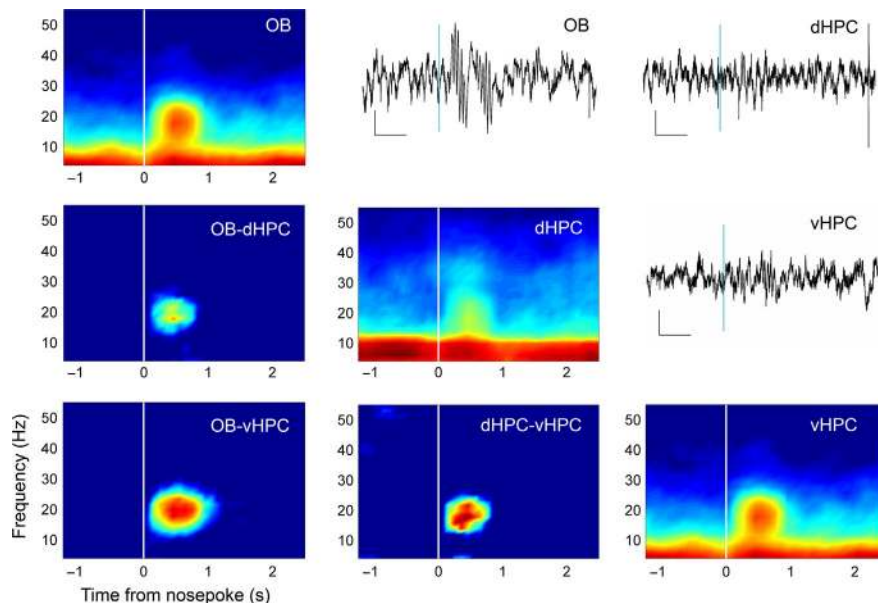 50 40 30 20 10
OB
−1 0 1 2
OB
dHPC
50 40 30 20 10
OB-dHPC
−1 0 1 2
50 40 30 20 10
dHPC
−1 0 1 2
vHPC
Frequency (Hz)
50 40 30 20 10
OB-vHPC
−1 0 1 2
Time from nosepoke (s)
50 40 30 20 10
dHPC-vHPC
−1 0 1 2
50 40 30 20 10
vHPC
−1 0 1 2